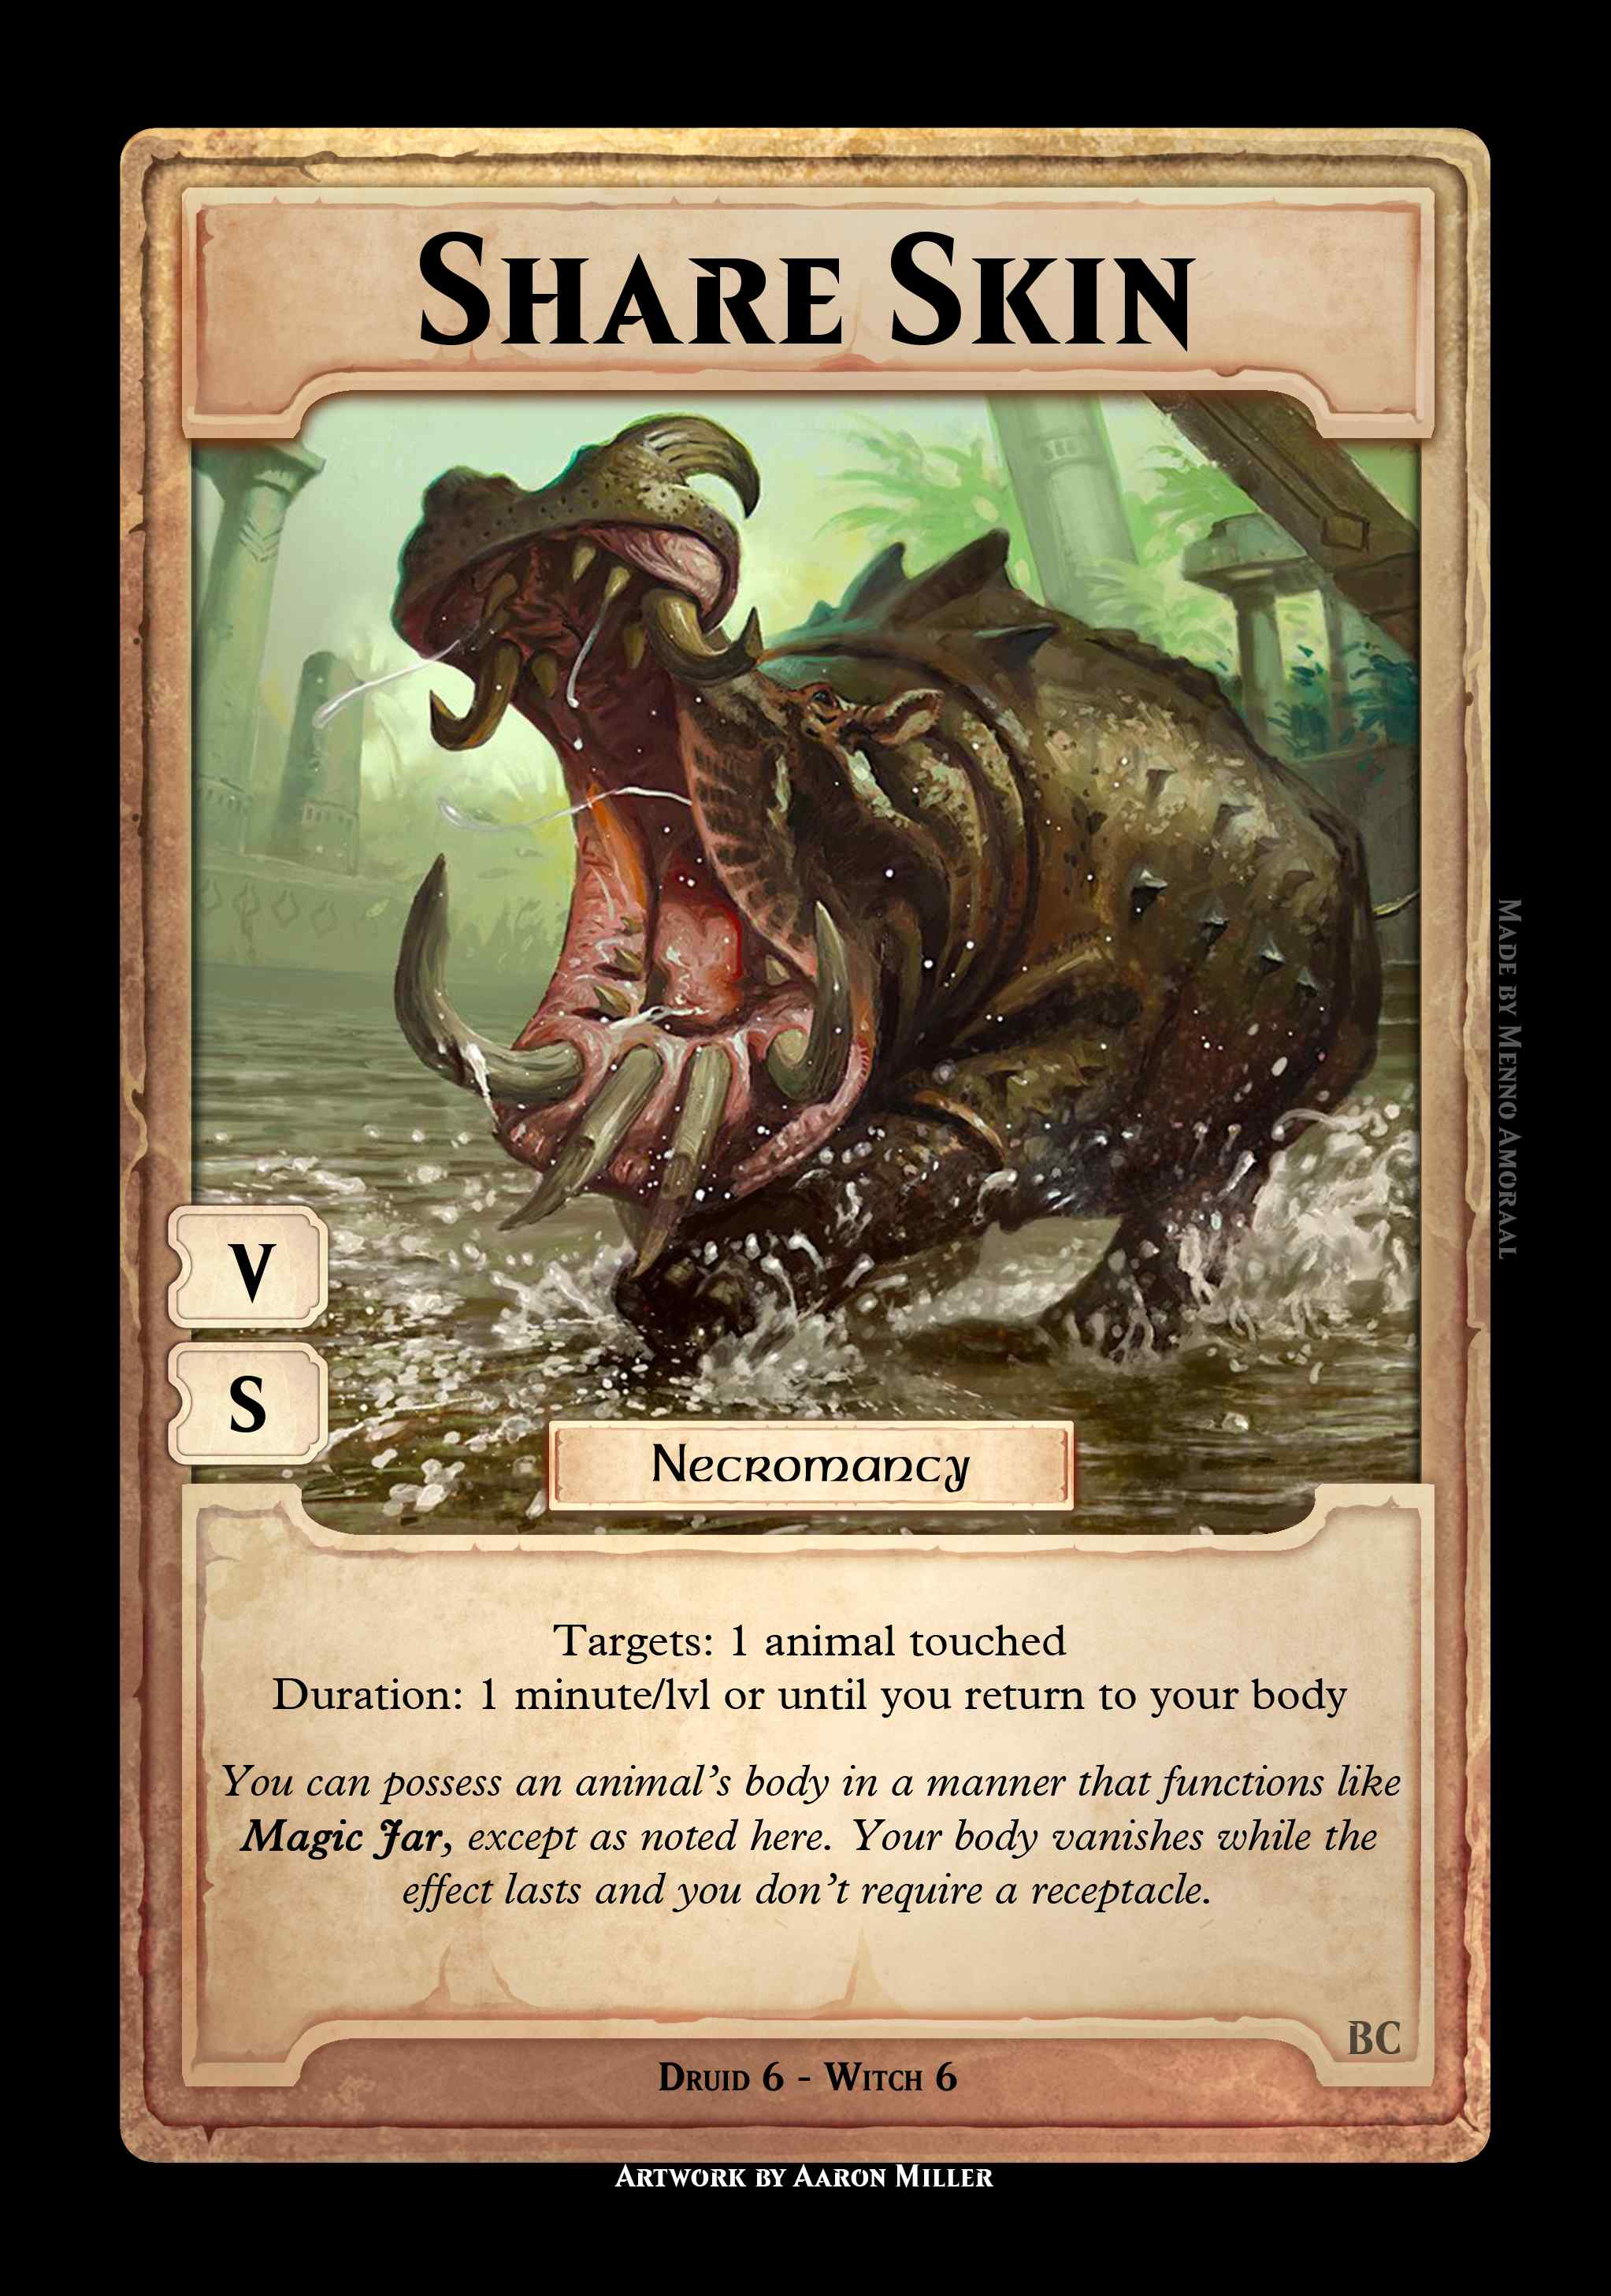 Share Skin
V
S
Necromancy
Targets: 1 animal touched
Duration: 1 minute/lvl or until you return to your body
You can possess an animal's body in a manner that functions like
Magic Jar, except as noted here. Your body vanishes while the
effect lasts and you don't require a receptacle.
BC
Druid 6 - Witch 6
Artwork by Aaron Miller
Made by Menno Amoraal